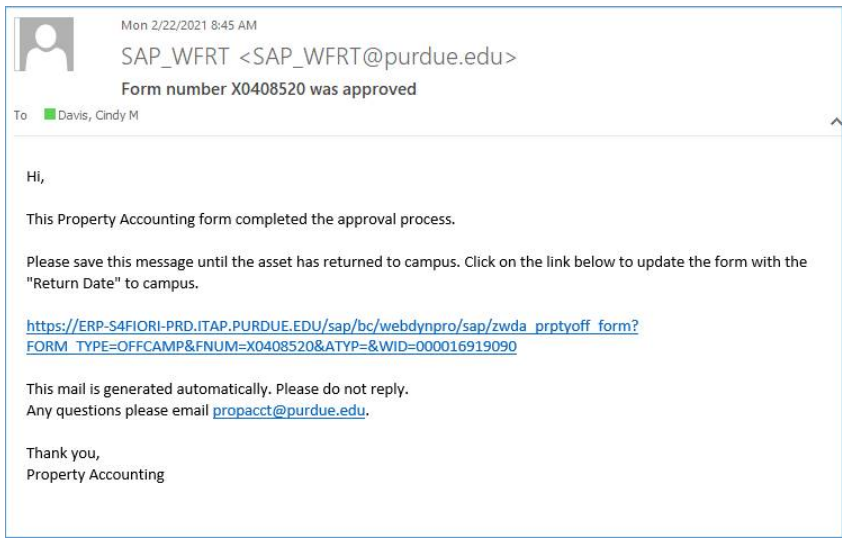 Mon 2/22/2021 8:45 AM
SAP_WFRT <SAP_WFRT@purdue.edu>
Form number X0408520 was approved
To Davis, Cindy M
Hi,
This Property Accounting form completed the approval process.
Please save this message until the asset has returned to campus. Click on the link below to update the form with the
"Return Date" to campus.
https://ERP-S4FIORI-PRD.ITAP.PURDUE.EDU/sap/bc/webdynpro/sap/zwda_prptyoff_form?
FORM_TYPE=OFFCAMP&FNUM=X0408520&ATYP=&WID=000016919090
This mail is generated automatically. Please do not reply.
Any questions please email propacct@purdue.edu.
Thank you,
Property Accounting